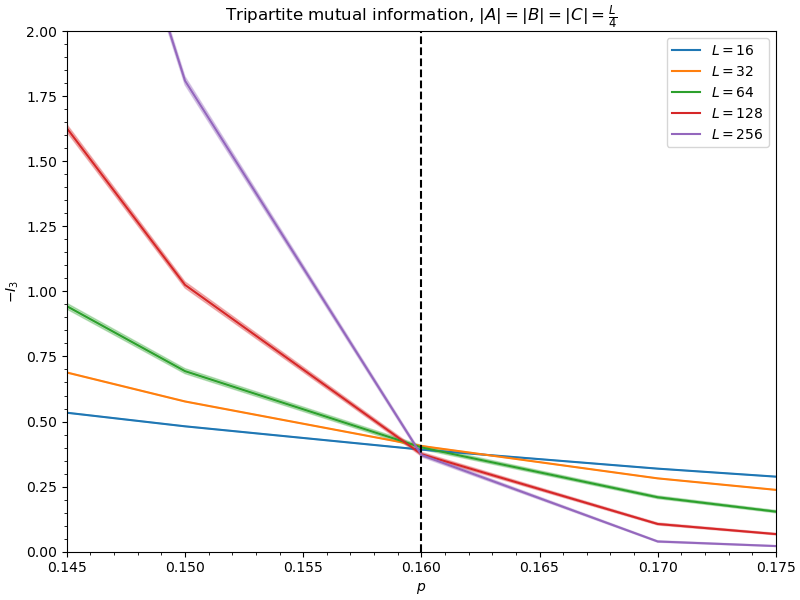 Tripartite mutual information, $|A| = |B| = |C| = \frac{L}{4}$
2.00
1.75
1.50
1.25
1.00
0.75
0.50
0.25
0.00
$-I_3$
L = 16
L = 32
L = 64
L = 128
L = 256
0.145
0.150
0.155
0.160
0.165
0.170
0.175
p